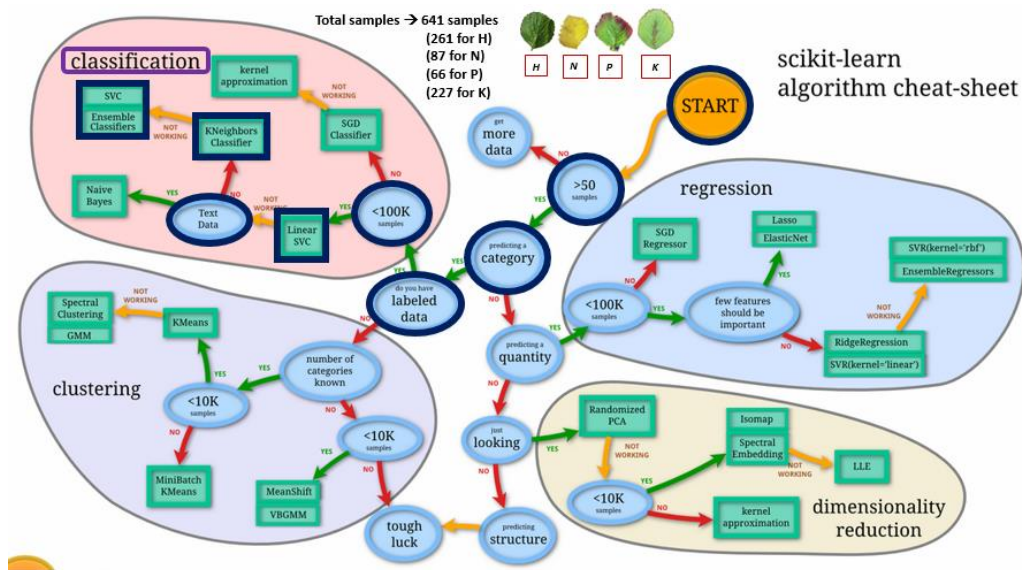 Total samples → 641 samples
(261 for H)
(87 for N)
(66 for P)
(227 for K)
H N P K
scikit-learn
algorithm cheat-sheet
START
classification
kernel
approximation
NOT
WORKING
SVC
Ensemble
Classifiers
NOT
WORKING
KNeighbors
Classifier
SGD
Classifier
NO
NO
YES
Naive
Bayes
Text
Data
NOT
WORKING
Linear
SVC
YES
<100K
samples
YES
get
more
data
NO
>50
samples
YES
predicting a
category
YES
do you have
labeled
data
NO
NO
predicting a
quantity
YES
NO
just
looking
YES
NO
predicting
structure
tough
luck
regression
SGD
Regressor
NO
<100K
samples
YES
Lasso
ElasticNet
YES
few features
should be
important
NO
SVR(kernel='rbf')
EnsembleRegressors
NOT
WORKING
RidgeRegression
SVR(kernel='linear')
clustering
Spectral
Clustering
GMM
NOT
WORKING
KMeans
YES
number of
categories
known
YES
NO
<10K
samples
NO
MiniBatch
KMeans
<10K
samples
YES
NO
MeanShift
VBGMM
Randomized
PCA
NOT
WORKING
<10K
samples
YES
NO
Isomap
Spectral
Embedding
NOT
WORKING
LLE
kernel
approximation
dimensionality
reduction